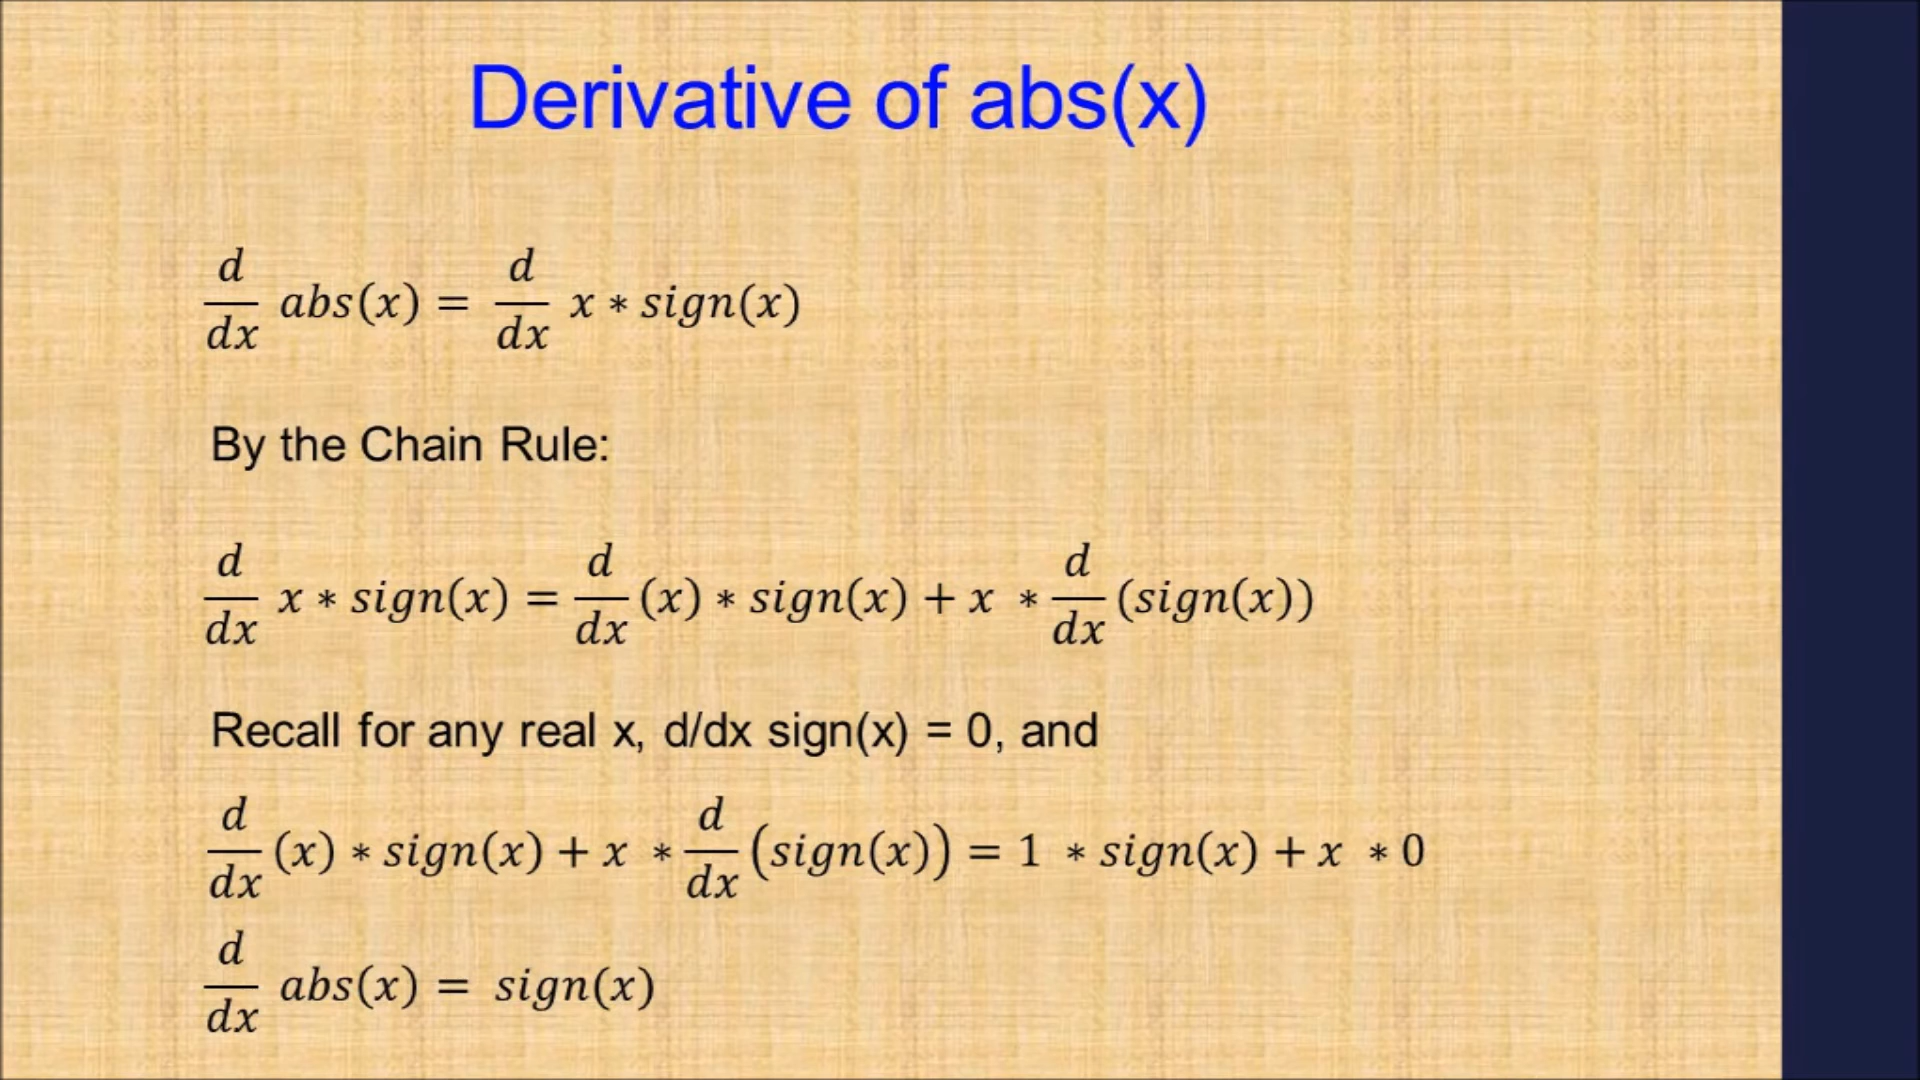 Derivative of abs(x)
d/dx abs(x) = d/dx x * sign(x)
By the Chain Rule:
d/dx x * sign(x) = d/dx (x) * sign(x) + x * d/dx (sign(x))
Recall for any real x, d/dx sign(x) = 0, and
d/dx (x) * sign(x) + x * d/dx (sign(x)) = 1 * sign(x) + x * 0
d/dx abs(x) = sign(x)